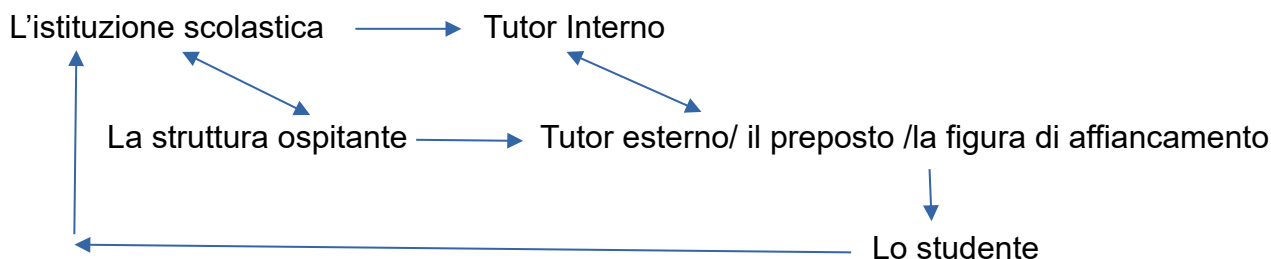 L’istituzione scolastica Tutor Interno
La struttura ospitante Tutor esterno/ il preposto /la figura di affiancamento
Lo studente